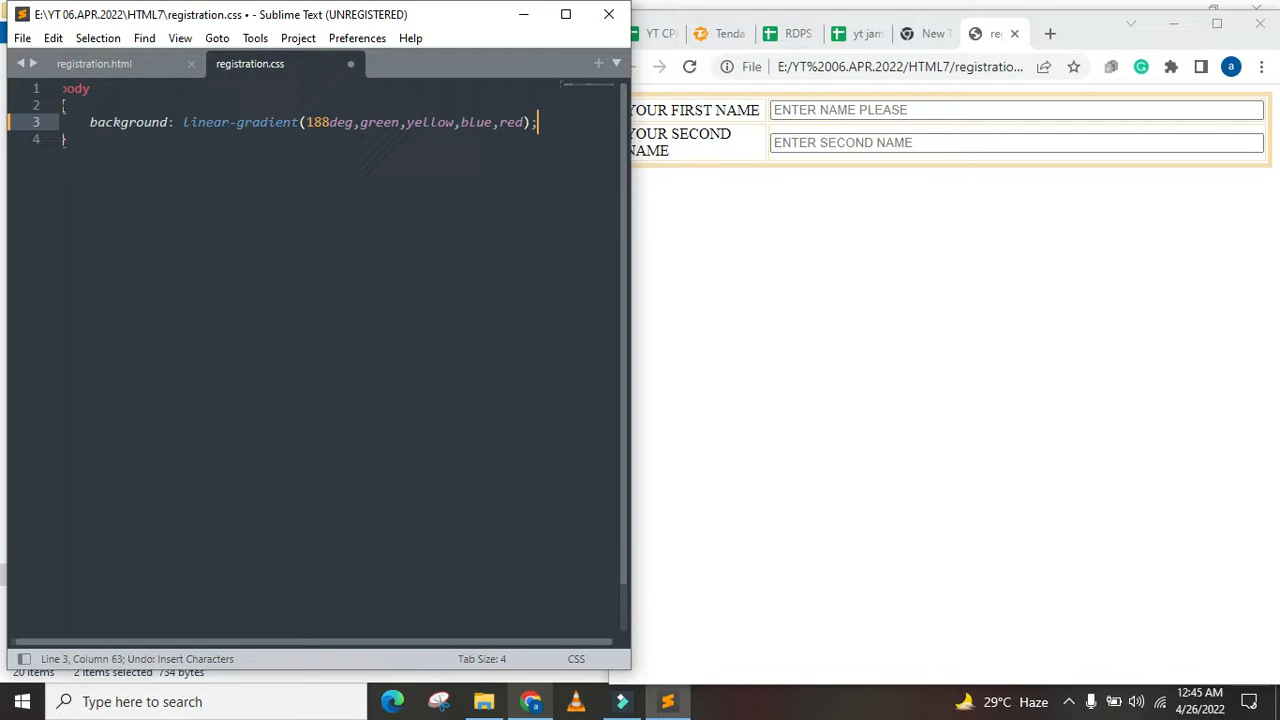 E:\YT 06.APR.2022\HTML7\registration.css • - Sublime Text (UNREGISTERED)
File Edit Selection Find View Goto Tools Project Preferences Help
registration.html registration.css
1 body
2 {
3 background: linear-gradient(188deg,green,yellow,blue,red);
4 }
Line 3, Column 63; Undo: Insert Characters Tab Size: 4 CSS
20 items 2 items selected 734 bytes
YT CP Tenda RDPS yt jam New T reg
File E:/YT%2006.APR.2022/HTML7/registratio... a
YOUR FIRST NAME ENTER NAME PLEASE
YOUR SECOND
NAME ENTER SECOND NAME
Type here to search
29°C Haze
12:45 AM
4/26/2022